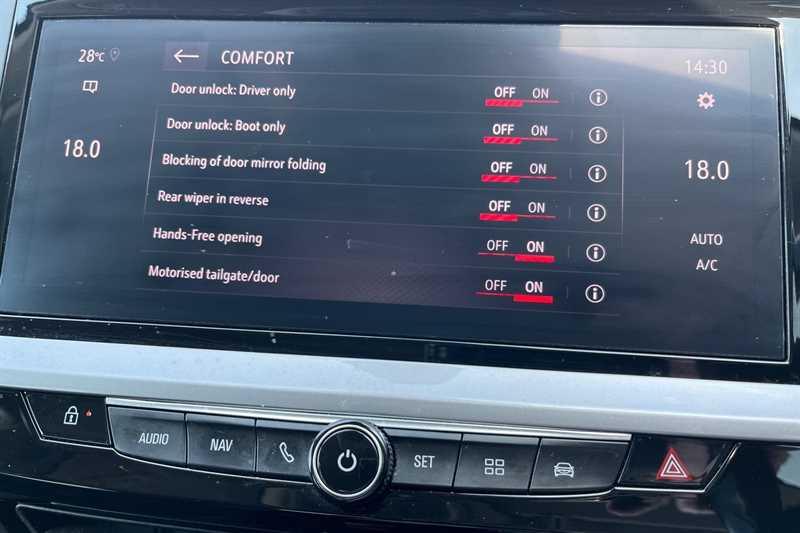 28°C
COMFORT
14:30
Door unlock: Driver only OFF ON
Door unlock: Boot only OFF ON
18.0
Blocking of door mirror folding OFF ON
18.0
Rear wiper in reverse OFF ON
Hands-Free opening OFF ON
AUTO
Motorised tailgate/door OFF ON
A/C
AUDIO
NAV
SET